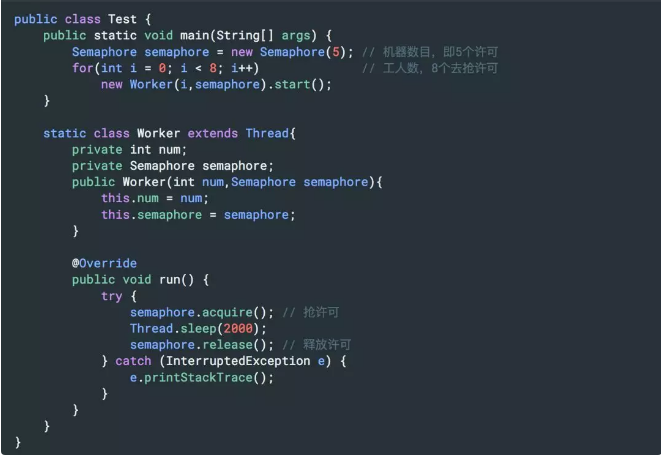 public class Test {
    public static void main(String[] args) {
        Semaphore semaphore = new Semaphore(5); // 机器数目，即5个许可
        for(int i = 0; i < 8; i++)              // 工人数，8个去抢许可
            new Worker(i,semaphore).start();
    }

    static class Worker extends Thread{
        private int num;
        private Semaphore semaphore;
        public Worker(int num,Semaphore semaphore){
            this.num = num;
            this.semaphore = semaphore;
        }

        @Override
        public void run() {
            try {
                semaphore.acquire(); // 抢许可
                Thread.sleep(2000);
                semaphore.release(); // 释放许可
            } catch (InterruptedException e) {
                e.printStackTrace();
            }
        }
    }
}